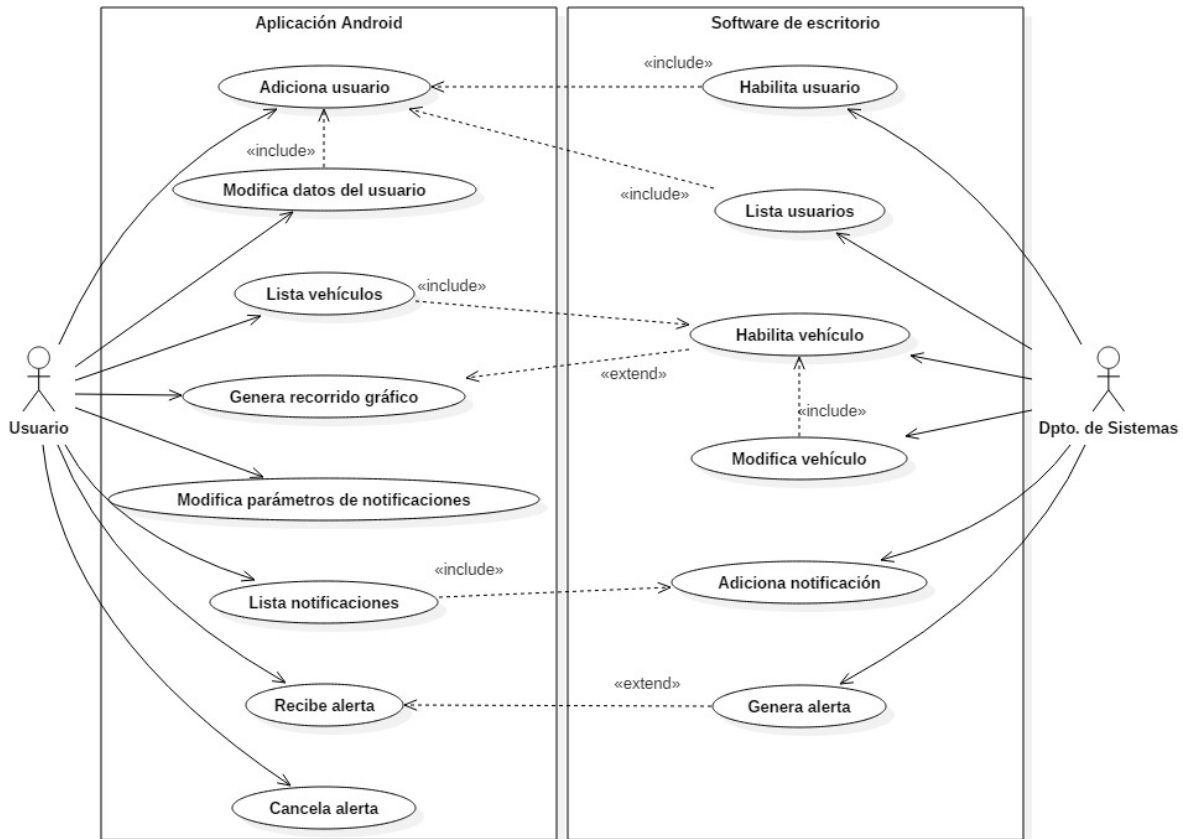 Aplicación Android
Software de escritorio
Adiciona usuario
«include»
Habilita usuario
«include»
Modifica datos del usuario
«include»
Lista usuarios
Lista vehículos
«include»
Habilita vehículo
Genera recorrido gráfico
«extend»
«include»
Usuario
Dpto. de Sistemas
Modifica vehículo
Modifica parámetros de notificaciones
«include»
Lista notificaciones
Adiciona notificación
Recibe alerta
«extend»
Genera alerta
Cancela alerta